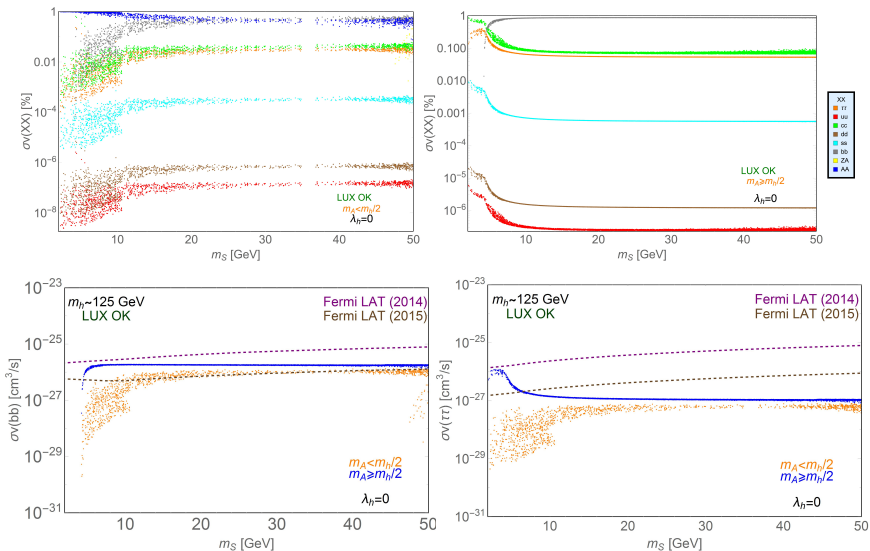 1
0.01
10⁻⁴
10⁻⁶
10⁻⁸
σv(XX) [%]
LUX OK
m_A<m_h/2
λ_h=0
10 20 30 40 50
m_S [GeV]
1
0.100
0.010
0.001
10⁻⁴
10⁻⁵
10⁻⁶
σv(XX) [%]
LUX OK
m_A⩾m_h/2
λ_h=0
10 20 30 40 50
m_S [GeV]
XX
ττ
uu
cc
dd
ss
bb
ZA
AA
10⁻²³
10⁻²⁵
10⁻²⁷
10⁻²⁹
10⁻³¹
σv(bb) [cm³/s]
m_h~125 GeV Fermi LAT (2014)
LUX OK Fermi LAT (2015)
m_A<m_h/2
m_A⩾m_h/2
λ_h=0
10 20 30 40 50
m_S [GeV]
10⁻²³
10⁻²⁵
10⁻²⁷
10⁻²⁹
10⁻³¹
σv(ττ) [cm³/s]
m_h~125 GeV Fermi LAT (2014)
LUX OK Fermi LAT (2015)
m_A<m_h/2
m_A⩾m_h/2
λ_h=0
10 20 30 40 50
m_S [GeV]